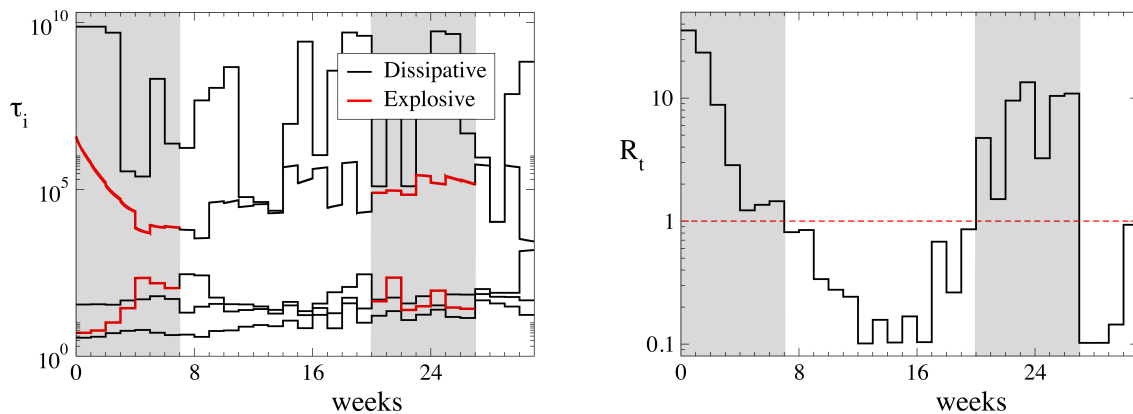 10^10
τ_i
Dissipative
Explosive
10^5
10^0
0 8 16 24
weeks
R_t
10
1
0.1
0 8 16 24
weeks